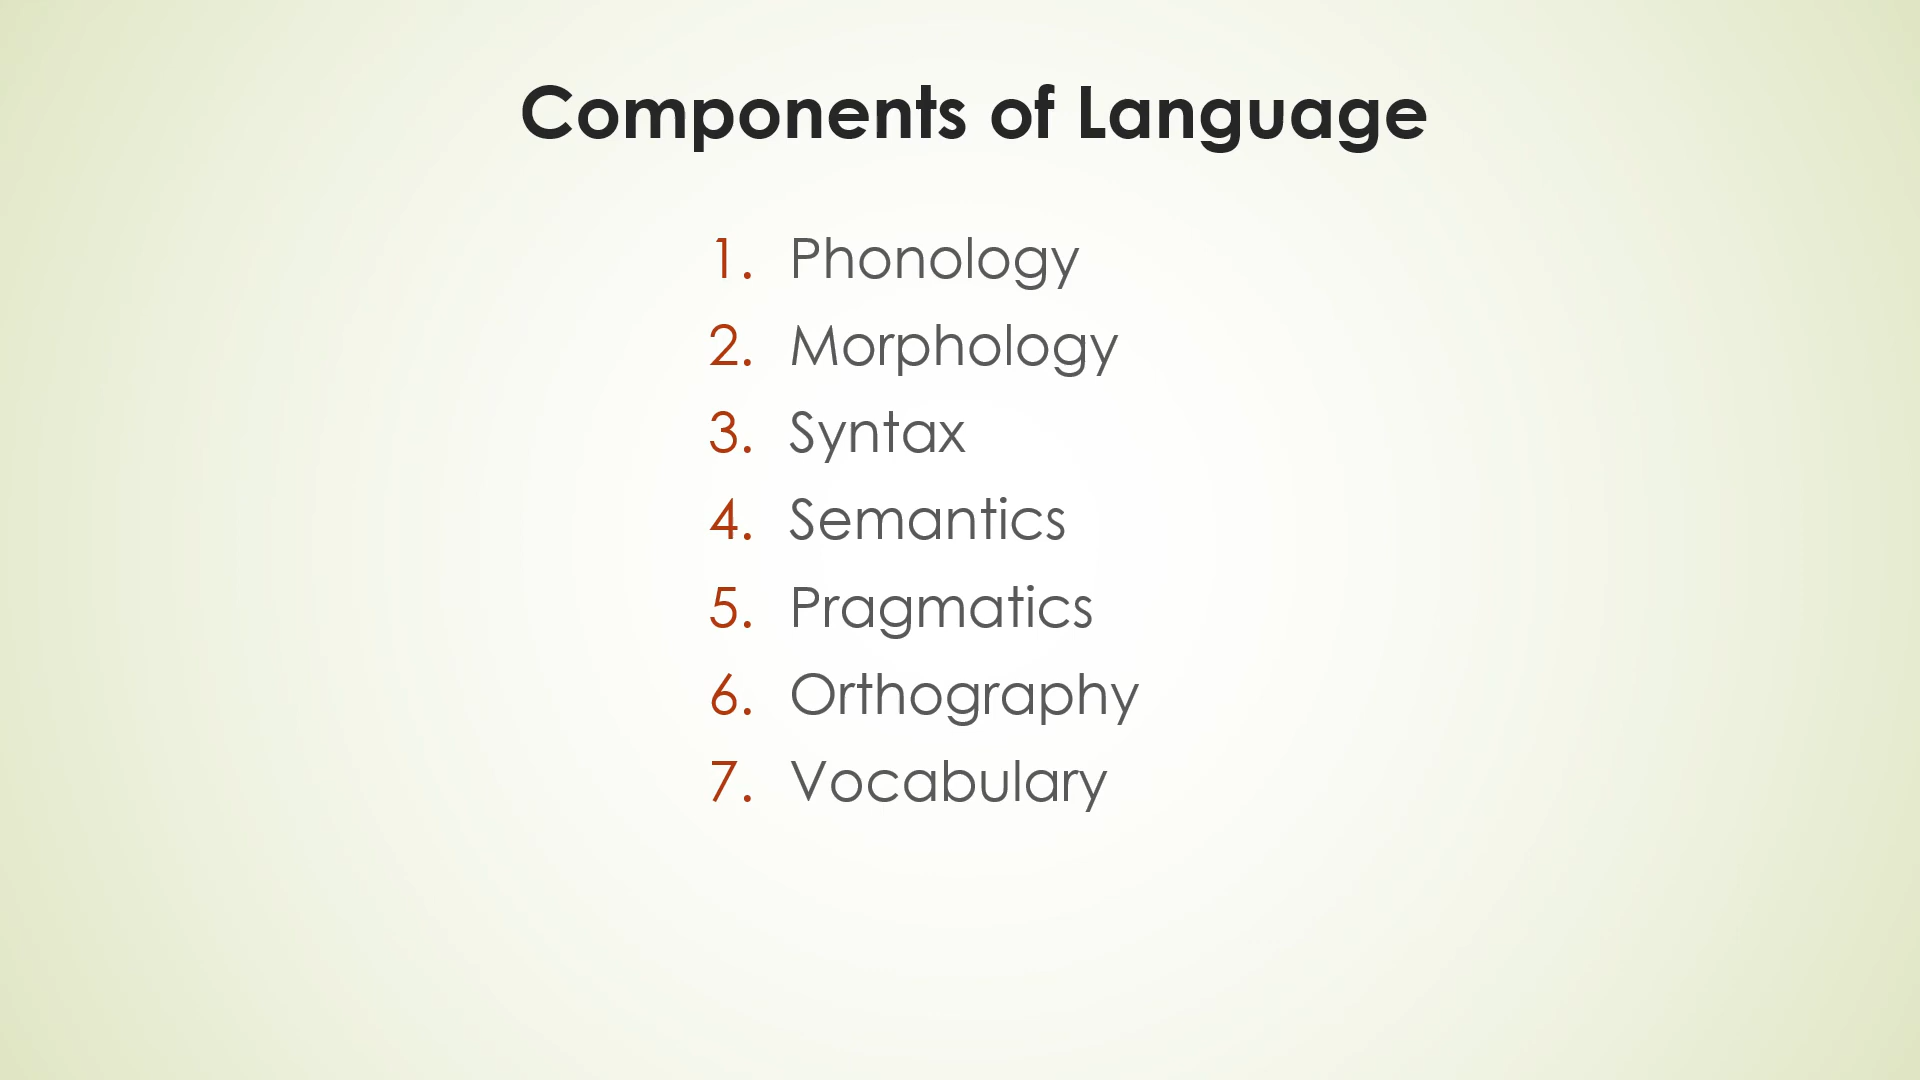 Components of Language
1. Phonology
2. Morphology
3. Syntax
4. Semantics
5. Pragmatics
6. Orthography
7. Vocabulary